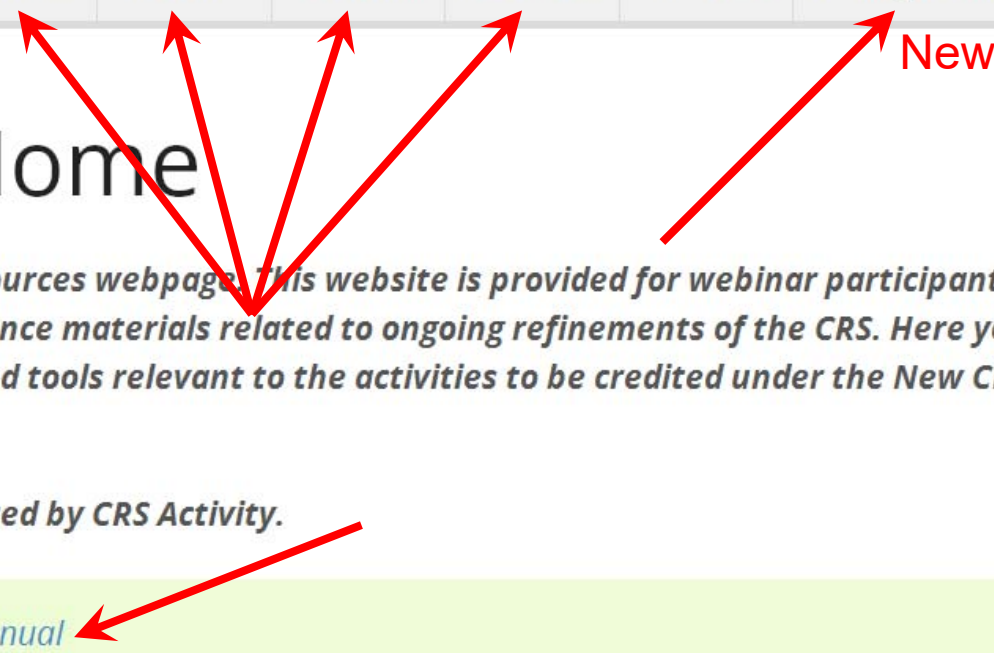 New
Home
ources webpage. This website is provided for webinar participant
nce materials related to ongoing refinements of the CRS. Here y
d tools relevant to the activities to be credited under the New C
ed by CRS Activity.
nual